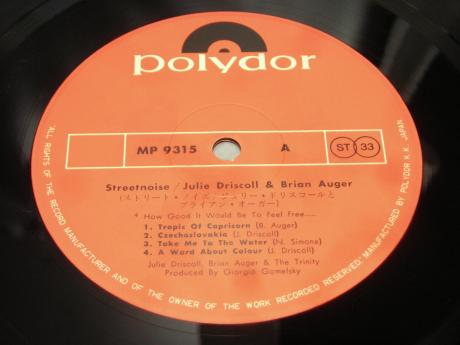 polydor
MP 9315
A
ST 33
Streetnoise / Julie Driscoll & Brian Auger
(ストリート・ノイズ/ジュリー・ドリスコールと
ブライアン・オーガー)
* How Good It Would Be To Feel Free
1. Tropic Of Capricorn (B. Auger)
2. Czechoslovakia (J. Driscoll)
3. Take Me To The Water (N. Simone)
4. A Word About Colour (J. Driscoll)
Julie Driscoll, Brian Auger & The Trinity
Produced By Giorgio Gomelsky
"ALL RIGHTS OF THE RECORD MANUFACTURER AND OF THE OWNER OF THE WORK RECORDED RESERVED" MANUFACTURED BY POLYDOR K.K. JAPAN